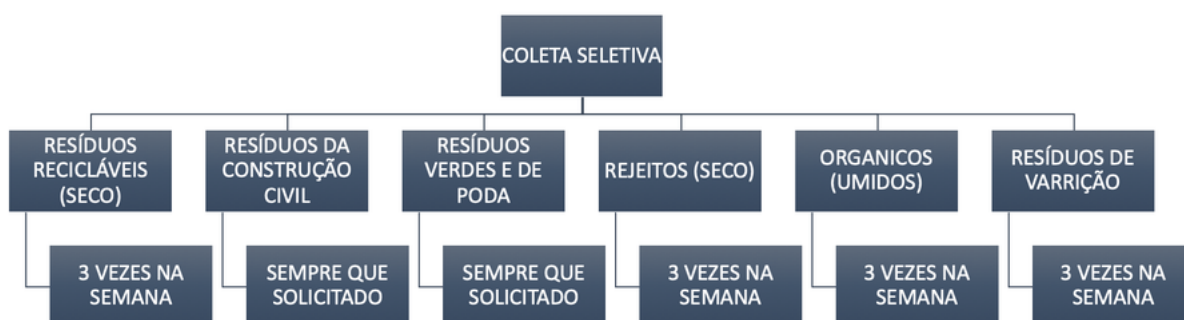 COLETA SELETIVA
RESÍDUOS
RECICLÁVEIS
(SECO)
RESÍDUOS DA
CONSTRUÇÃO
CIVIL
RESÍDUOS
VERDES E DE
PODA
REJEITOS (SECO)
ORGANICOS
(UMIDOS)
RESÍDUOS DE
VARRIÇÃO
3 VEZES NA
SEMANA
SEMPRE QUE
SOLICITADO
SEMPRE QUE
SOLICITADO
3 VEZES NA
SEMANA
3 VEZES NA
SEMANA
3 VEZES NA
SEMANA